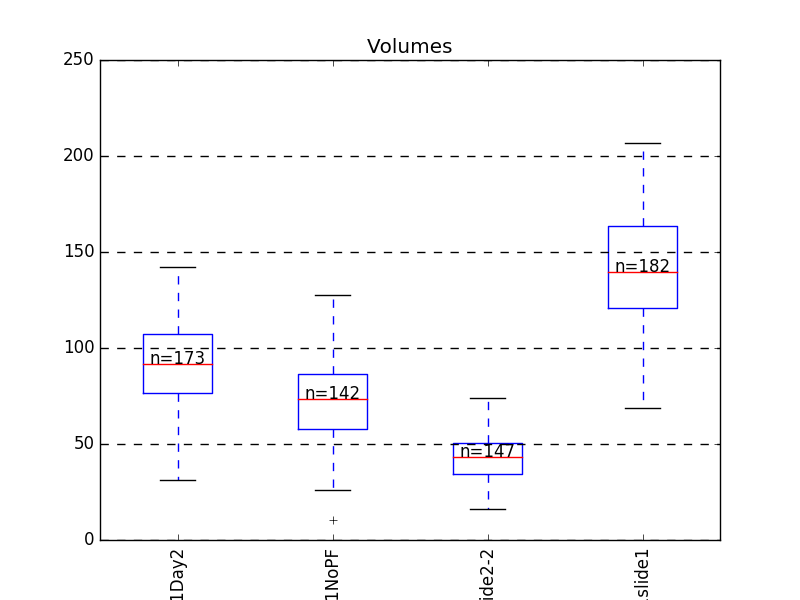 Volumes
250
200
150
100
50
0
n=173
n=142
n=147
n=182
1Day2
1NoPF
ide2-2
slide1